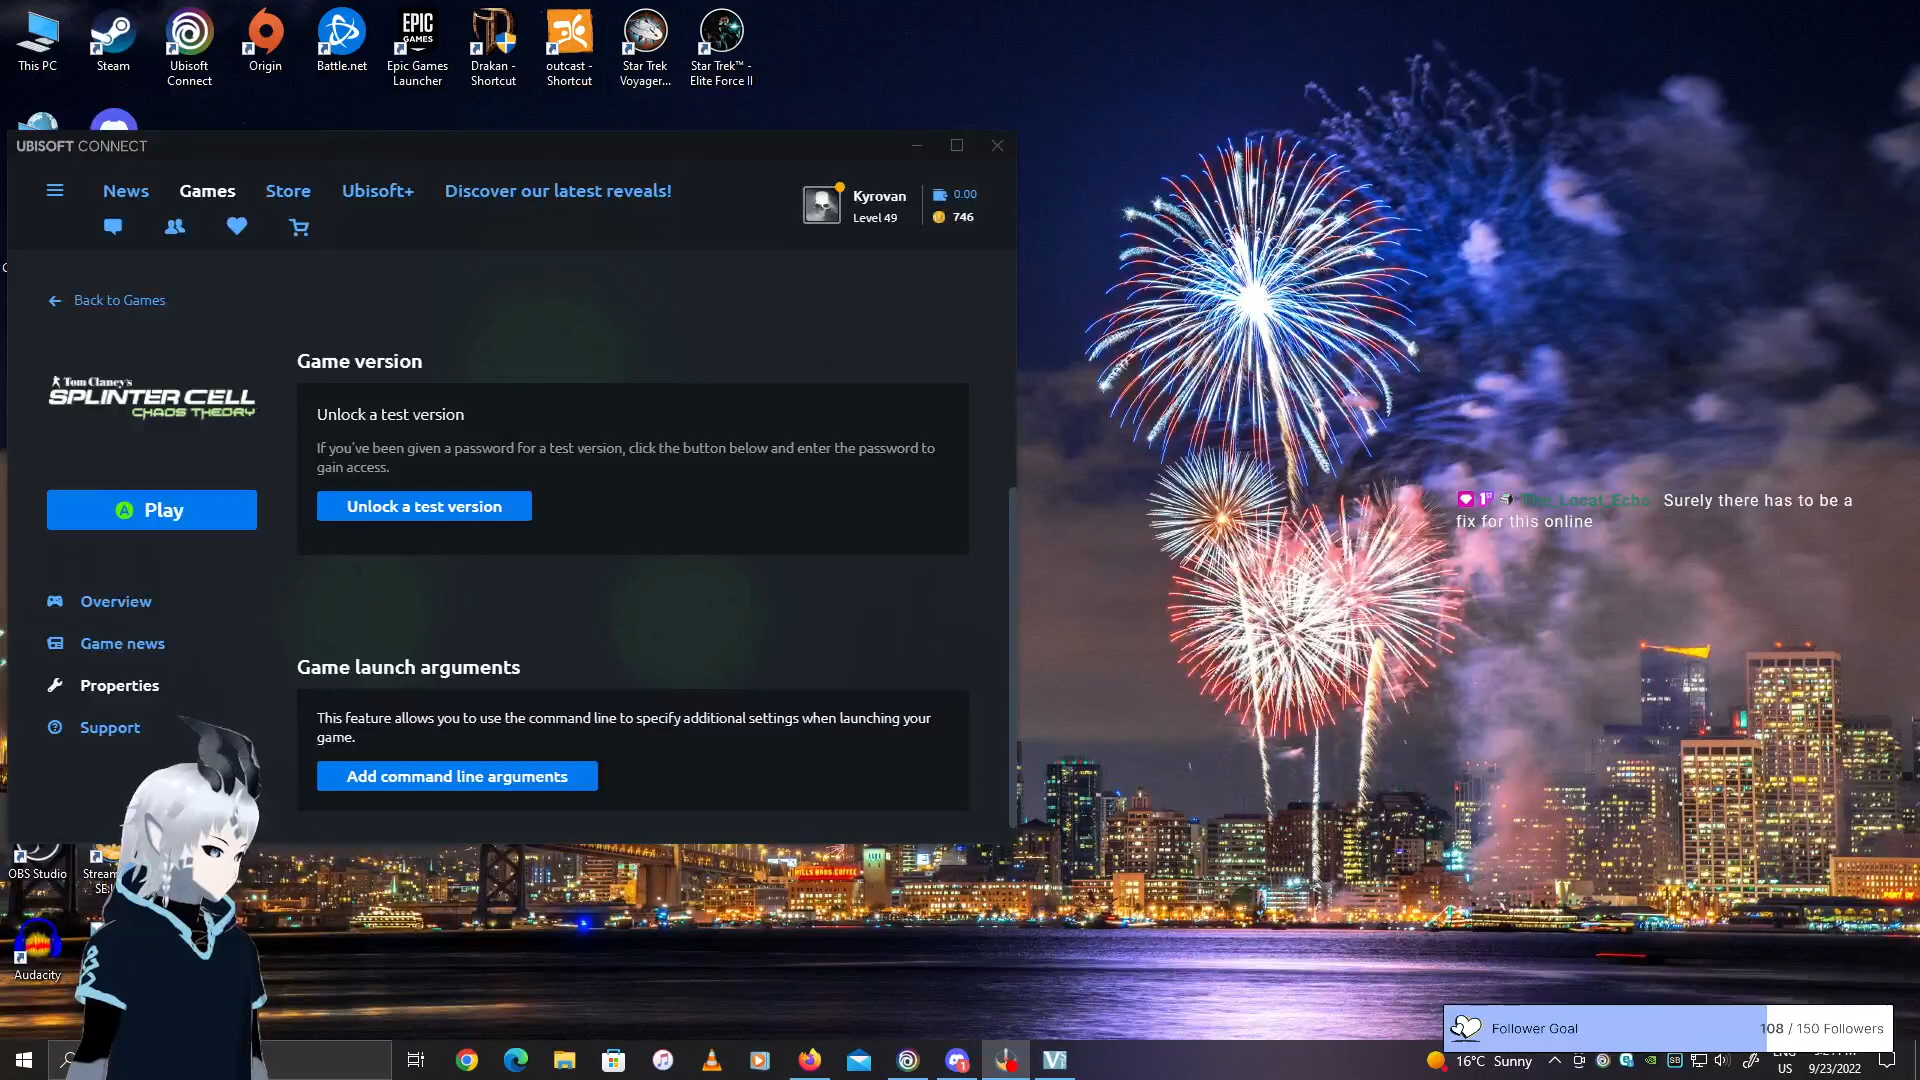 This PC
Steam
Ubisoft
Connect
Origin
Battle.net
EPIC
GAMES
Epic Games
Launcher
Drakan -
Shortcut
outcast -
Shortcut
Star Trek
Voyager...
Star Trek™ -
Elite Force II
UBISOFT CONNECT
News
Games
Store
Ubisoft+
Discover our latest reveals!
Kyrovan
Level 49
0.00
746
Back to Games
Tom Clancy's
SPLINTER CELL
CHAOS THEORY
A Play
Overview
Game news
Properties
Support
Game version
Unlock a test version
If you've been given a password for a test version, click the button below and enter the password to
gain access.
Unlock a test version
Game launch arguments
This feature allows you to use the command line to specify additional settings when launching your
game.
Add command line arguments
1st The_Local_Echo Surely there has to be a
fix for this online
HILLS BROS COFFEE
OBS Studio
Audacity
Follower Goal
108 / 150 Followers
16°C Sunny
US
9/23/2022